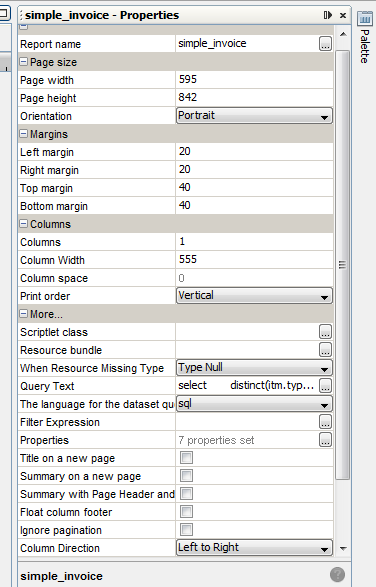 simple_invoice - Properties
Report name simple_invoice ...
Page size
Page width 595
Page height 842
Orientation Portrait
Margins
Left margin 20
Right margin 20
Top margin 40
Bottom margin 40
Columns
Columns 1
Column Width 555
Column space 0
Print order Vertical
More...
Scriptlet class ...
Resource bundle ...
When Resource Missing Type Type Null
Query Text select distinct(itm.typ... ...
The language for the dataset qu sql
Filter Expression ...
Properties 7 properties set ...
Title on a new page
Summary on a new page
Summary with Page Header and
Float column footer
Ignore pagination
Column Direction Left to Right
simple_invoice ?
Palette